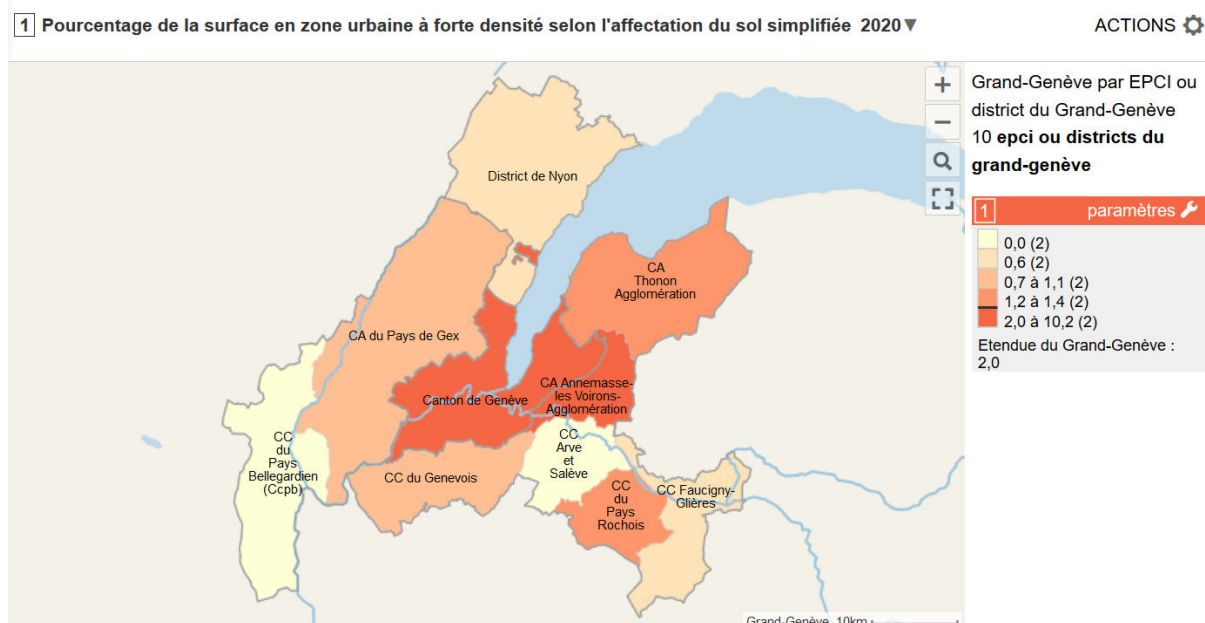 1 Pourcentage de la surface en zone urbaine à forte densité selon l'affectation du sol simplifiée 2020▼
ACTIONS
Grand-Genève par EPCI ou
district du Grand-Genève
10 epci ou districts du
grand-genève
1 paramètres
0,0 (2)
0,6 (2)
0,7 à 1,1 (2)
1,2 à 1,4 (2)
2,0 à 10,2 (2)
Etendue du Grand-Genève :
2,0
+
−
District de Nyon
CA
Thonon
Agglomération
CA du Pays de Gex
CA Annemasse-
les Voirons-
Agglomération
Canton de Genève
CC
du
Pays
Bellegardien
(Ccpb)
CC
Arve
et
Salève
CC du Genevois
CC
du
Pays
Rochois
CC Faucigny-
Glières
Grand-Genève 10km